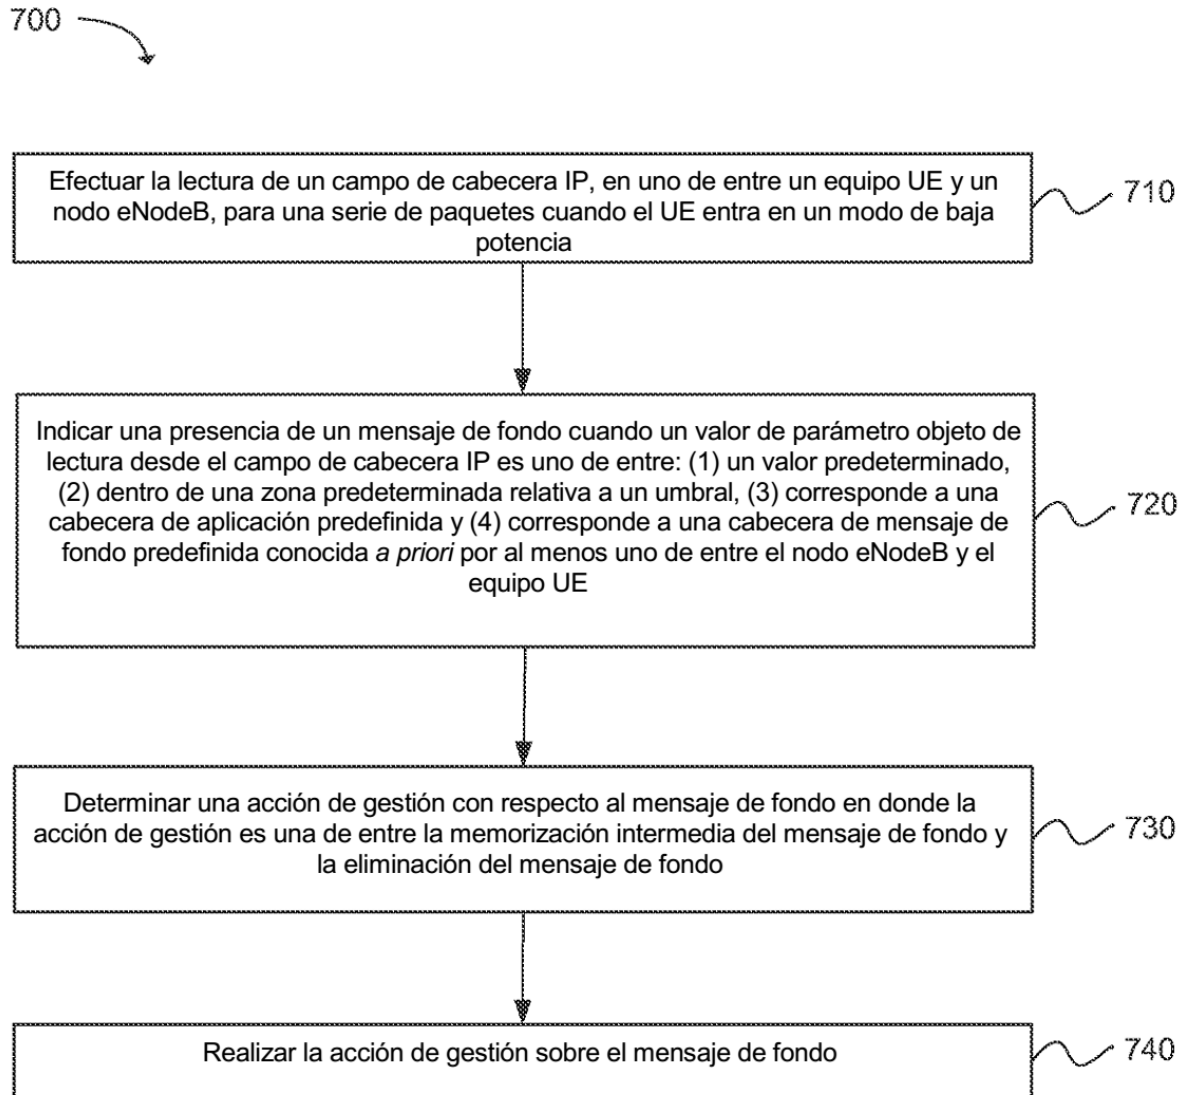 700
Efectuar la lectura de un campo de cabecera IP, en uno de entre un equipo UE y un
nodo eNodeB, para una serie de paquetes cuando el UE entra en un modo de baja
potencia
710
Indicar una presencia de un mensaje de fondo cuando un valor de parámetro objeto de
lectura desde el campo de cabecera IP es uno de entre: (1) un valor predeterminado,
(2) dentro de una zona predeterminada relativa a un umbral, (3) corresponde a una
cabecera de aplicación predefinida y (4) corresponde a una cabecera de mensaje de
fondo predefinida conocida a priori por al menos uno de entre el nodo eNodeB y el
equipo UE
720
Determinar una acción de gestión con respecto al mensaje de fondo en donde la
acción de gestión es una de entre la memorización intermedia del mensaje de fondo y
la eliminación del mensaje de fondo
730
Realizar la acción de gestión sobre el mensaje de fondo
740